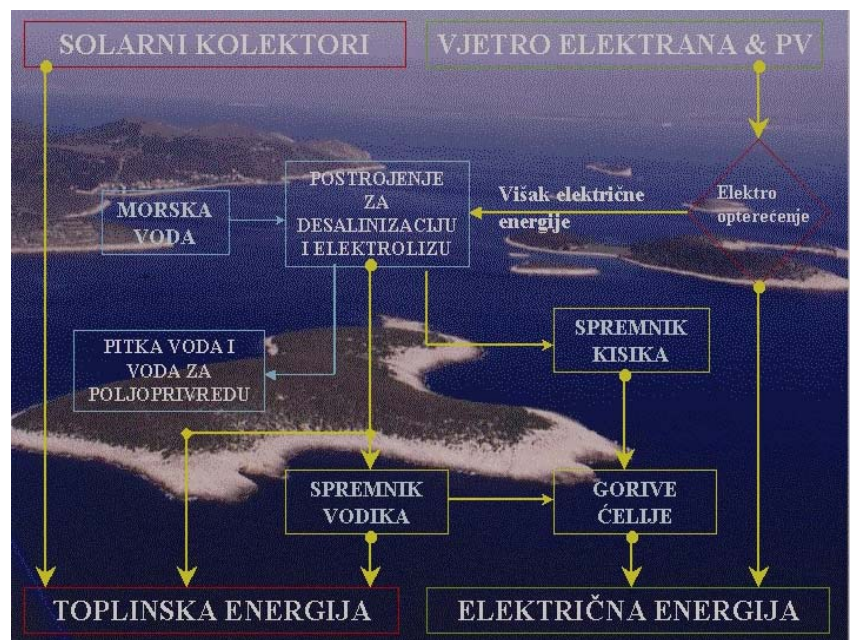 SOLARNI KOLEKTORI
VJETRO ELEKTRANA & PV
POSTROJENJE
ZA
DESALINIZACIJU
I ELEKTROLIZU
MORSKA
VODA
Višak električne
energije
Elektro
opterećenje
PITKA VODA I
VODA ZA
POLJOPRIVREDU
SPREMNIK
KISIKA
SPREMNIK
VODIKA
GORIVE
ĆELIJE
TOPLINSKA ENERGIJA
ELEKTRIČNA ENERGIJA